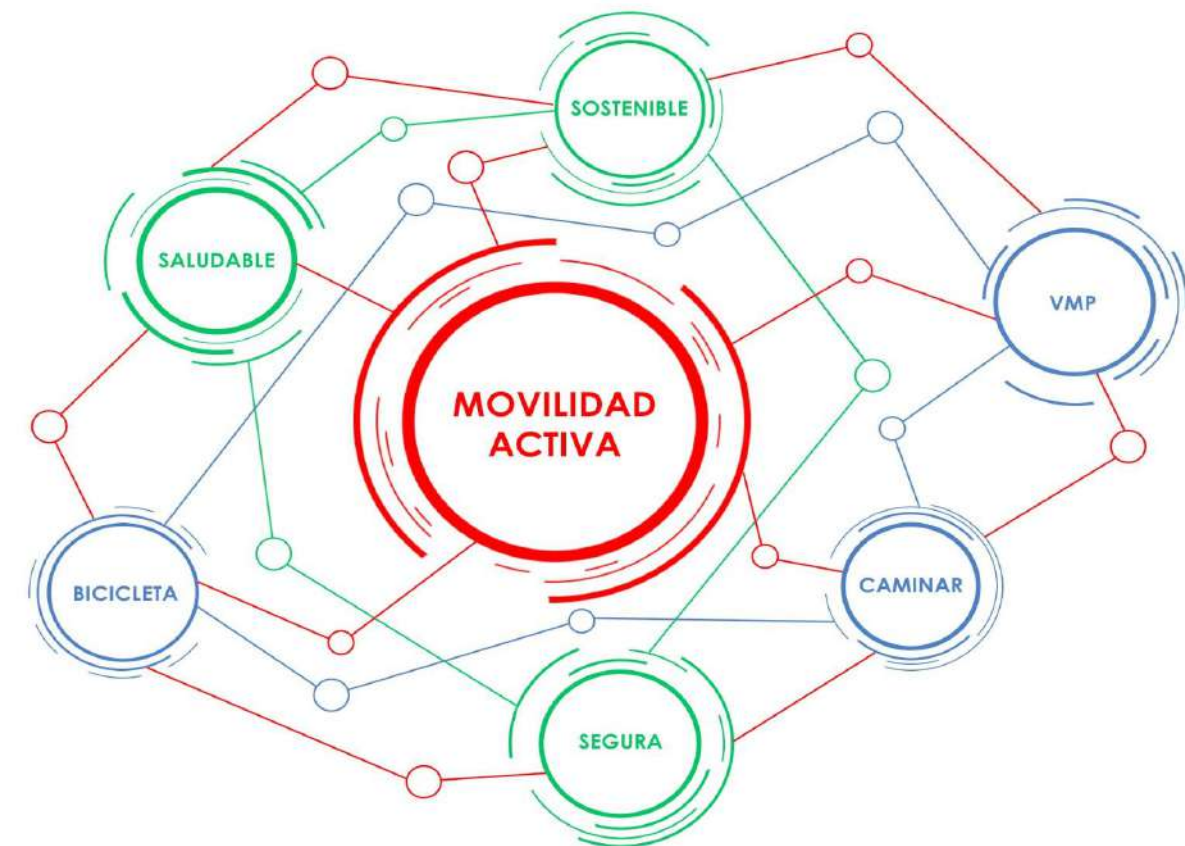 SOSTENIBLE
SALUDABLE
VMP
MOVILIDAD
ACTIVA
BICICLETA
CAMINAR
SEGURA